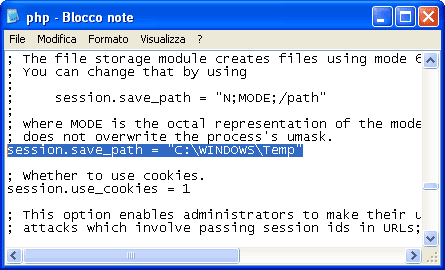 php - Blocco note
File Modifica Formato Visualizza ?
; The file storage module creates files using mode 6
; You can change that by using
;
; session.save_path = "N;MODE;/path"
;
; where MODE is the octal representation of the mode
; does not overwrite the process's umask.
session.save_path = "C:\WINDOWS\Temp"
; Whether to use cookies.
session.use_cookies = 1
; This option enables administrators to make their u
; attacks which involve passing session ids in URLs;